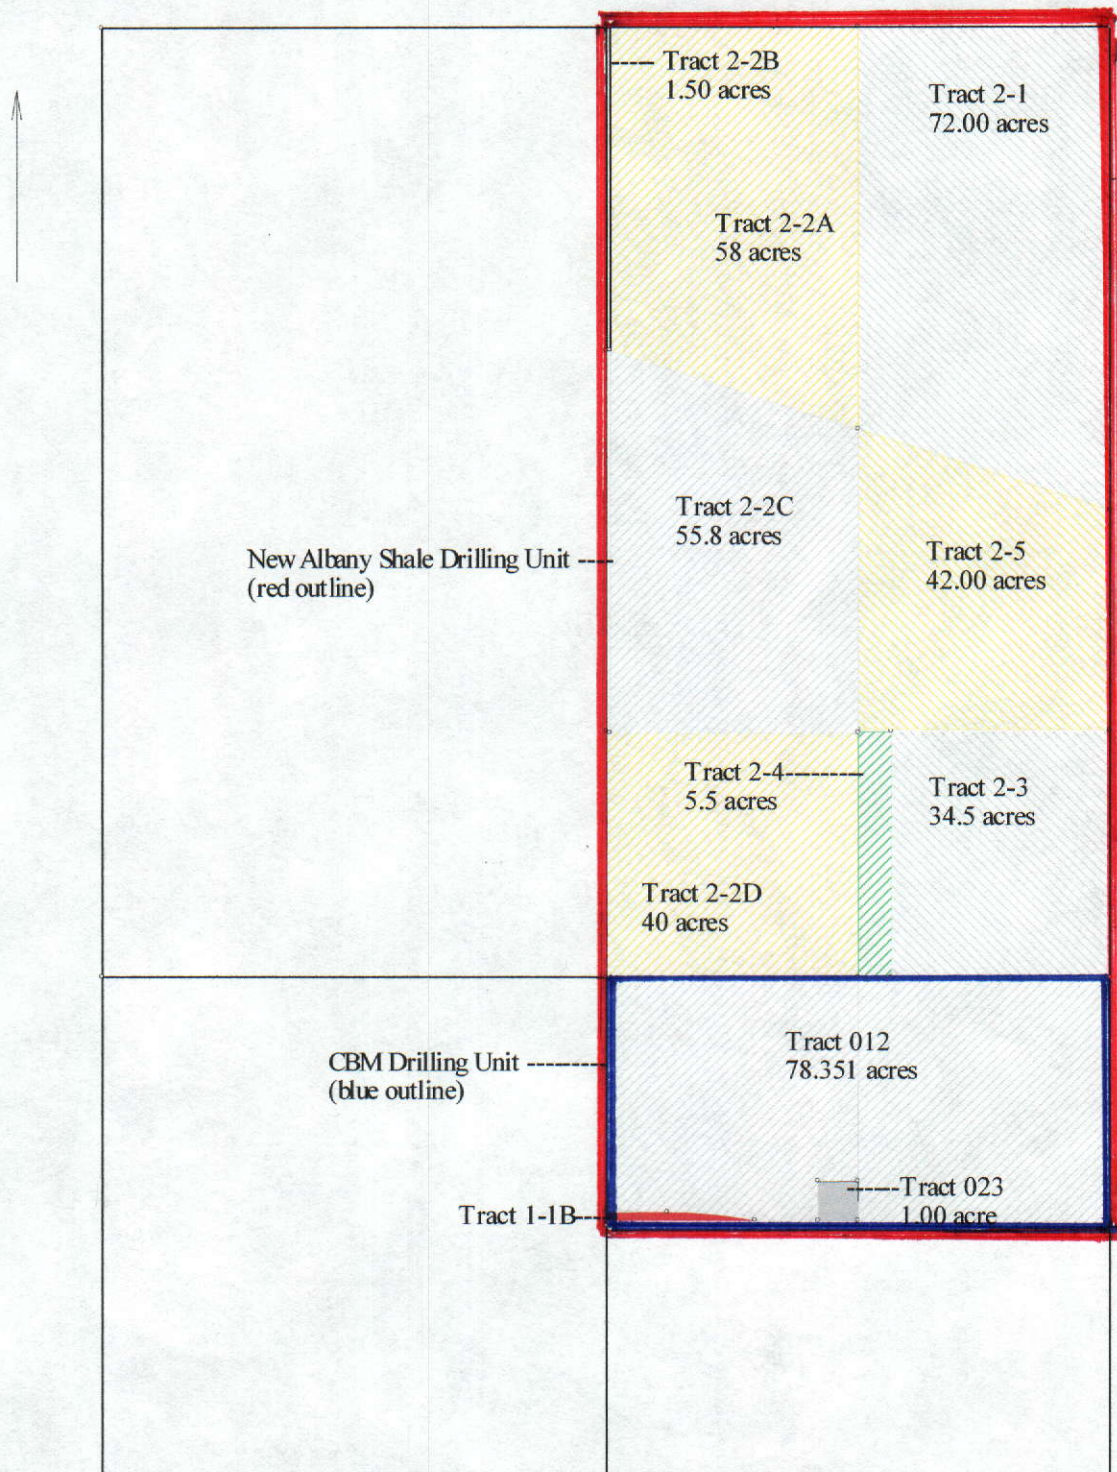 Tract 2-2B
1.50 acres
Tract 2-1
72.00 acres
Tract 2-2A
58 acres
Tract 2-2C
55.8 acres
New Albany Shale Drilling Unit
(red outline)
Tract 2-5
42.00 acres
Tract 2-4
5.5 acres
Tract 2-3
34.5 acres
Tract 2-2D
40 acres
Tract 012
78.351 acres
CBM Drilling Unit
(blue outline)
Tract 023
1.00 acre
Tract 1-1B